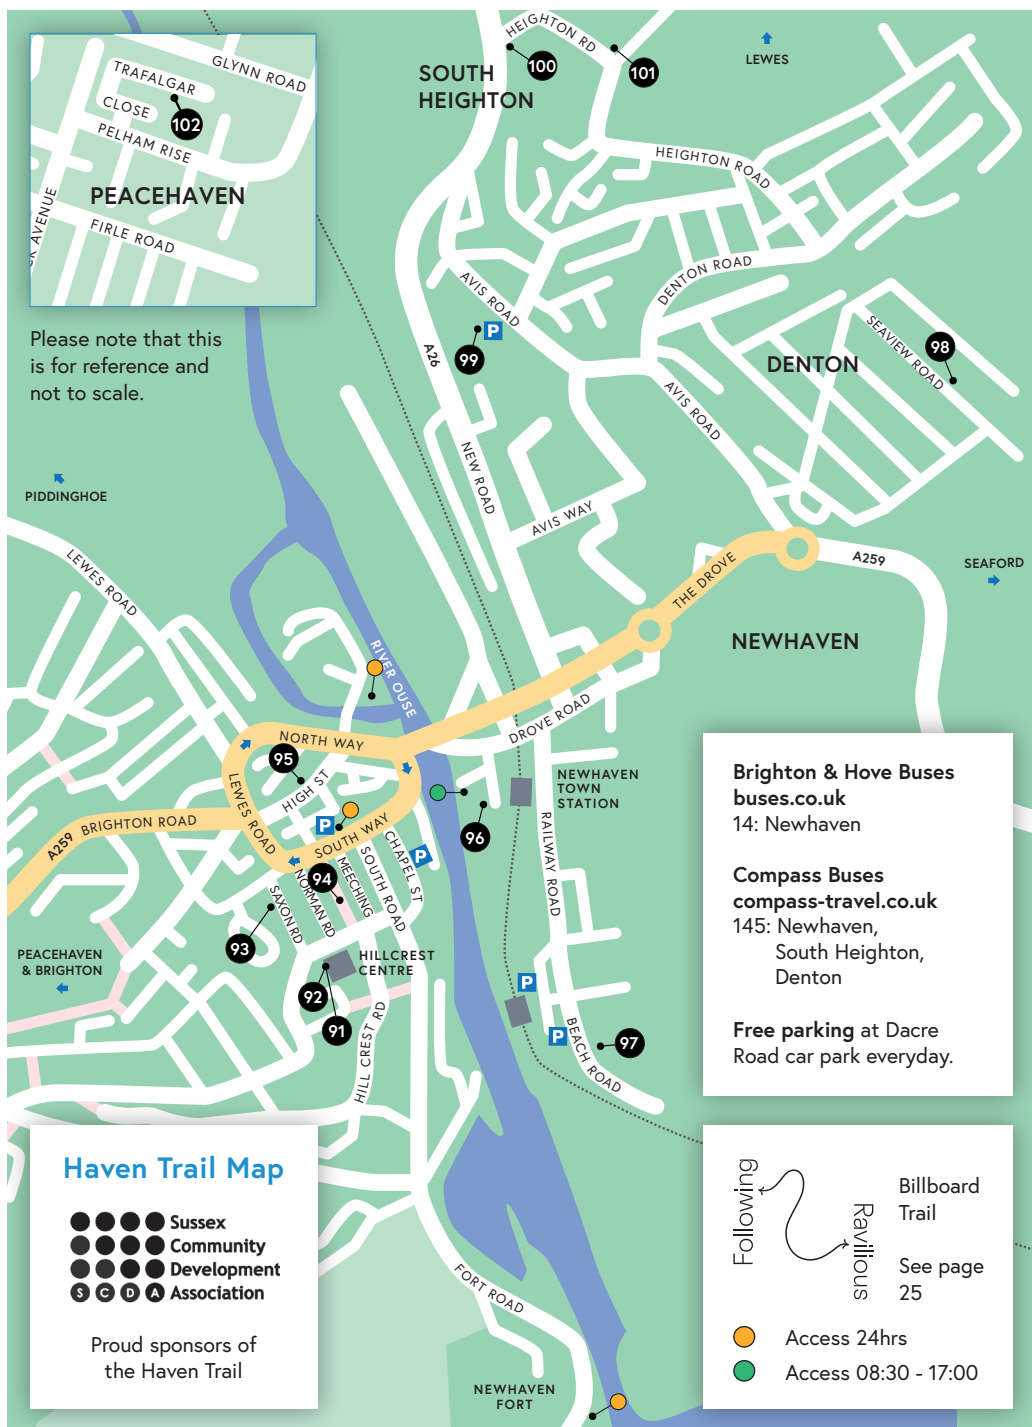 HEIGHTON RD
100
101
LEWES
SOUTH
HEIGHTON
GLYNN ROAD
TRAFALGAR
CLOSE
102
PELHAM RISE
PEACEHAVEN
FIRLE ROAD
AVENUE
HEIGHTON ROAD
DENTON ROAD
AVIS ROAD
P
99
A26
SEAVIEW ROAD
98
DENTON
AVIS ROAD
Please note that this
is for reference and
not to scale.
PIDDINGHOE
NEW ROAD
AVIS WAY
LEWES ROAD
THE DROVE
A259
SEAFORD
NEWHAVEN
RIVER OUSE
DROVE ROAD
NORTH WAY
95
HIGH ST
LEWES ROAD
A259
BRIGHTON ROAD
P
SOUTH WAY
P
96
NEWHAVEN
TOWN
STATION
RAILWAY ROAD
CHAPEL ST
SOUTH ROAD
MEECHING
94
NORMAN RD
SAXON RD
93
HILLCREST
CENTRE
92
91
PEACEHAVEN
& BRIGHTON
HILL CREST RD
P
P
97
BEACH ROAD
FORT ROAD
NEWHAVEN
FORT
Brighton & Hove Buses
buses.co.uk
14: Newhaven
Compass Buses
compass-travel.co.uk
145: Newhaven,
South Heighton,
Denton
Free parking at Dacre
Road car park everyday.
Haven Trail Map
Sussex
Community
Development
S C D A Association
Proud sponsors of
the Haven Trail
Following
Ravilious
Billboard
Trail
See page
25
Access 24hrs
Access 08:30 - 17:00